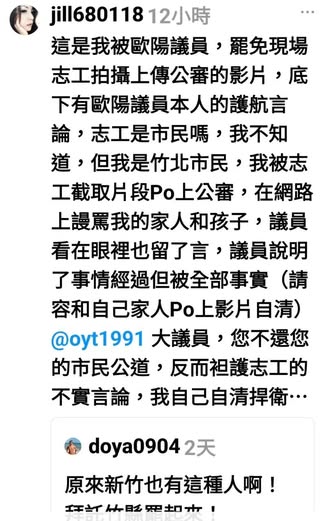 jill680118 12小時
這是我被歐陽議員，罷免現場
志工拍攝上傳公審的影片，底
下有歐陽議員本人的護航言
論，志工是市民嗎，我不知
道，但我是竹北市民，我被志
工截取片段Po上公審，在網路
上謾罵我的家人和孩子，議員
看在眼裡也留了言，議員說明
了事情經過但被全部事實（請
容和自己家人Po上影片自清）
@oyt1991 大議員，您不還您
的市民公道，反而袒護志工的
不實言論，我自己自清捍衛…
doya0904 2天
原來新竹也有這種人啊！
拜託竹縣罷起來！